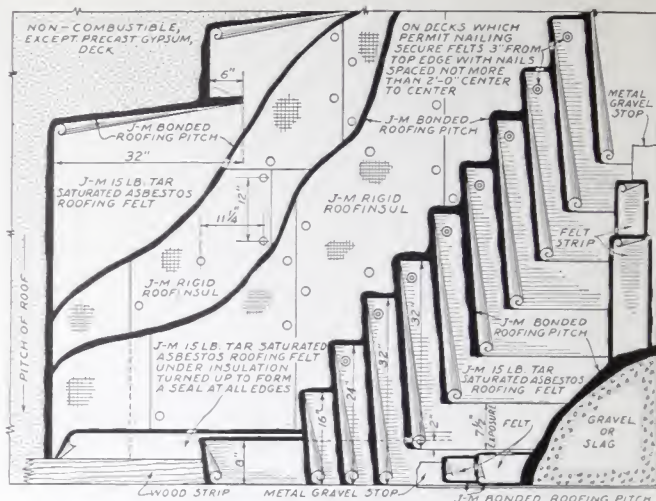 NON-COMBUSTIBLE,
EXCEPT PRECAST GYPSUM,
DECK
6"
J-M BONDED
ROOFING PITCH
32"
J-M 15 LB. TAR
SATURATED ASBESTOS
ROOFING FELT
12"
11 1/4"
J-M RIGID
ROOFINSUL
PITCH OF ROOF
J-M 15 LB. TAR SATURATED
ASBESTOS ROOFING FELT
UNDER INSULATION
TURNED UP TO FORM
A SEAL AT ALL EDGES
WOOD STRIP
ON DECKS WHICH
PERMIT NAILING
SECURE FELTS 3" FROM
TOP EDGE WITH NAILS
SPACED NOT MORE
THAN 2'-0" CENTER
TO CENTER
J-M BONDED
ROOFING PITCH
J-M RIGID
ROOFINSUL
METAL
GRAVEL
STOP
FELT
STRIP
J-M BONDED
ROOFING PITCH
J-M 15 LB. TAR
SATURATED ASBESTOS
ROOFING FELT
GRAVEL
OR
SLAG
16"
24"
32"
32"
2"
EXPOSURE
FELT
METAL GRAVEL STOP
J-M BONDED ROOFING PITCH